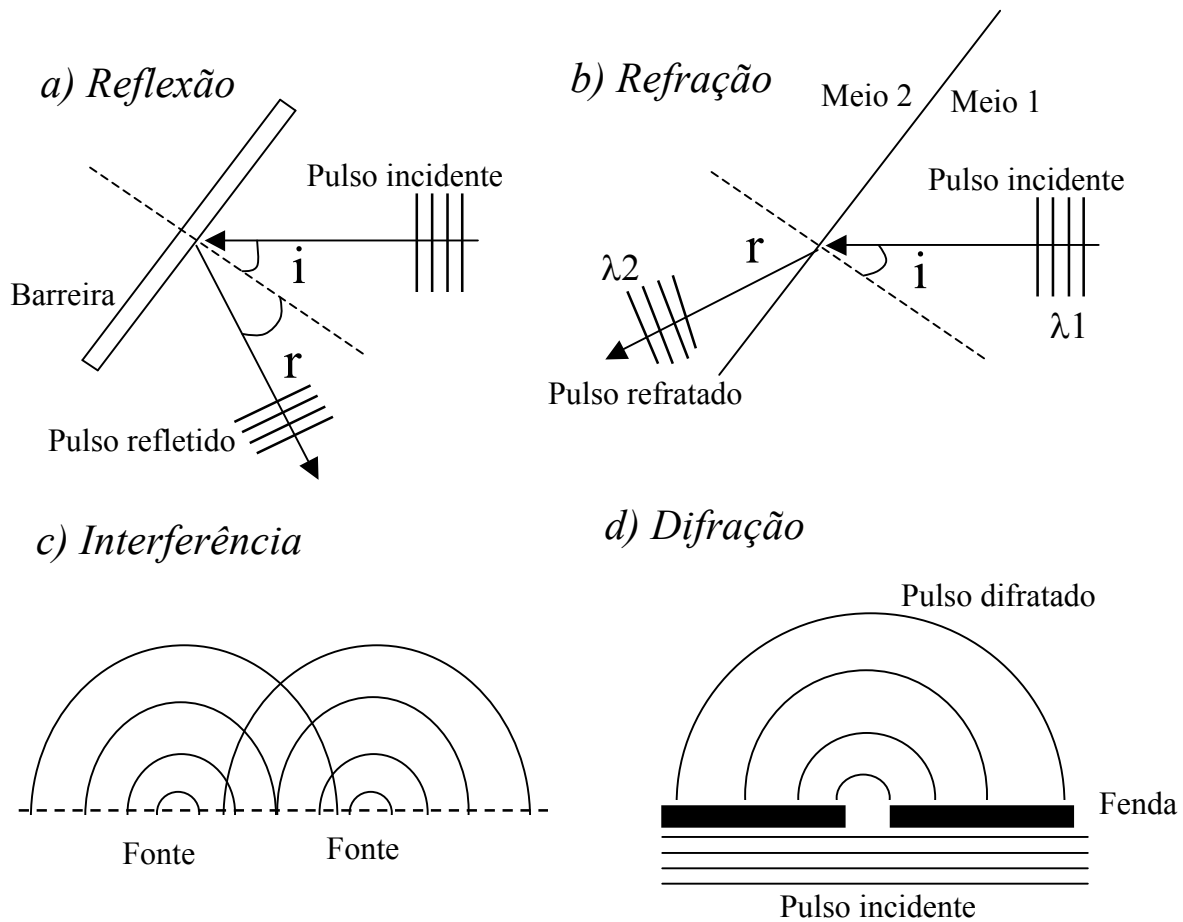 a) Reflexão
Pulso incidente
i
Barreira
r
Pulso refletido
b) Refração
Meio 2
Meio 1
Pulso incidente
r
i
λ2
λ1
Pulso refratado
c) Interferência
Fonte
Fonte
d) Difração
Pulso difratado
Fenda
Pulso incidente